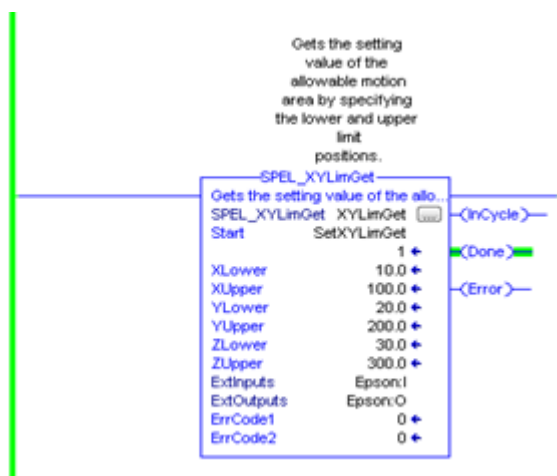 Gets the setting
value of the
allowable motion
area by specifying
the lower and upper
limit
positions.
SPEL_XYLimGet
Gets the setting value of the allo...
SPEL_XYLimGet XYLimGet ...
(InCycle)
Start SetXYLimGet
1
(Done)
XLower 10.0
XUpper 100.0
(Error)
YLower 20.0
YUpper 200.0
ZLower 30.0
ZUpper 300.0
ExtInputs Epson:I
ExtOutputs Epson:O
ErrCode1 0
ErrCode2 0